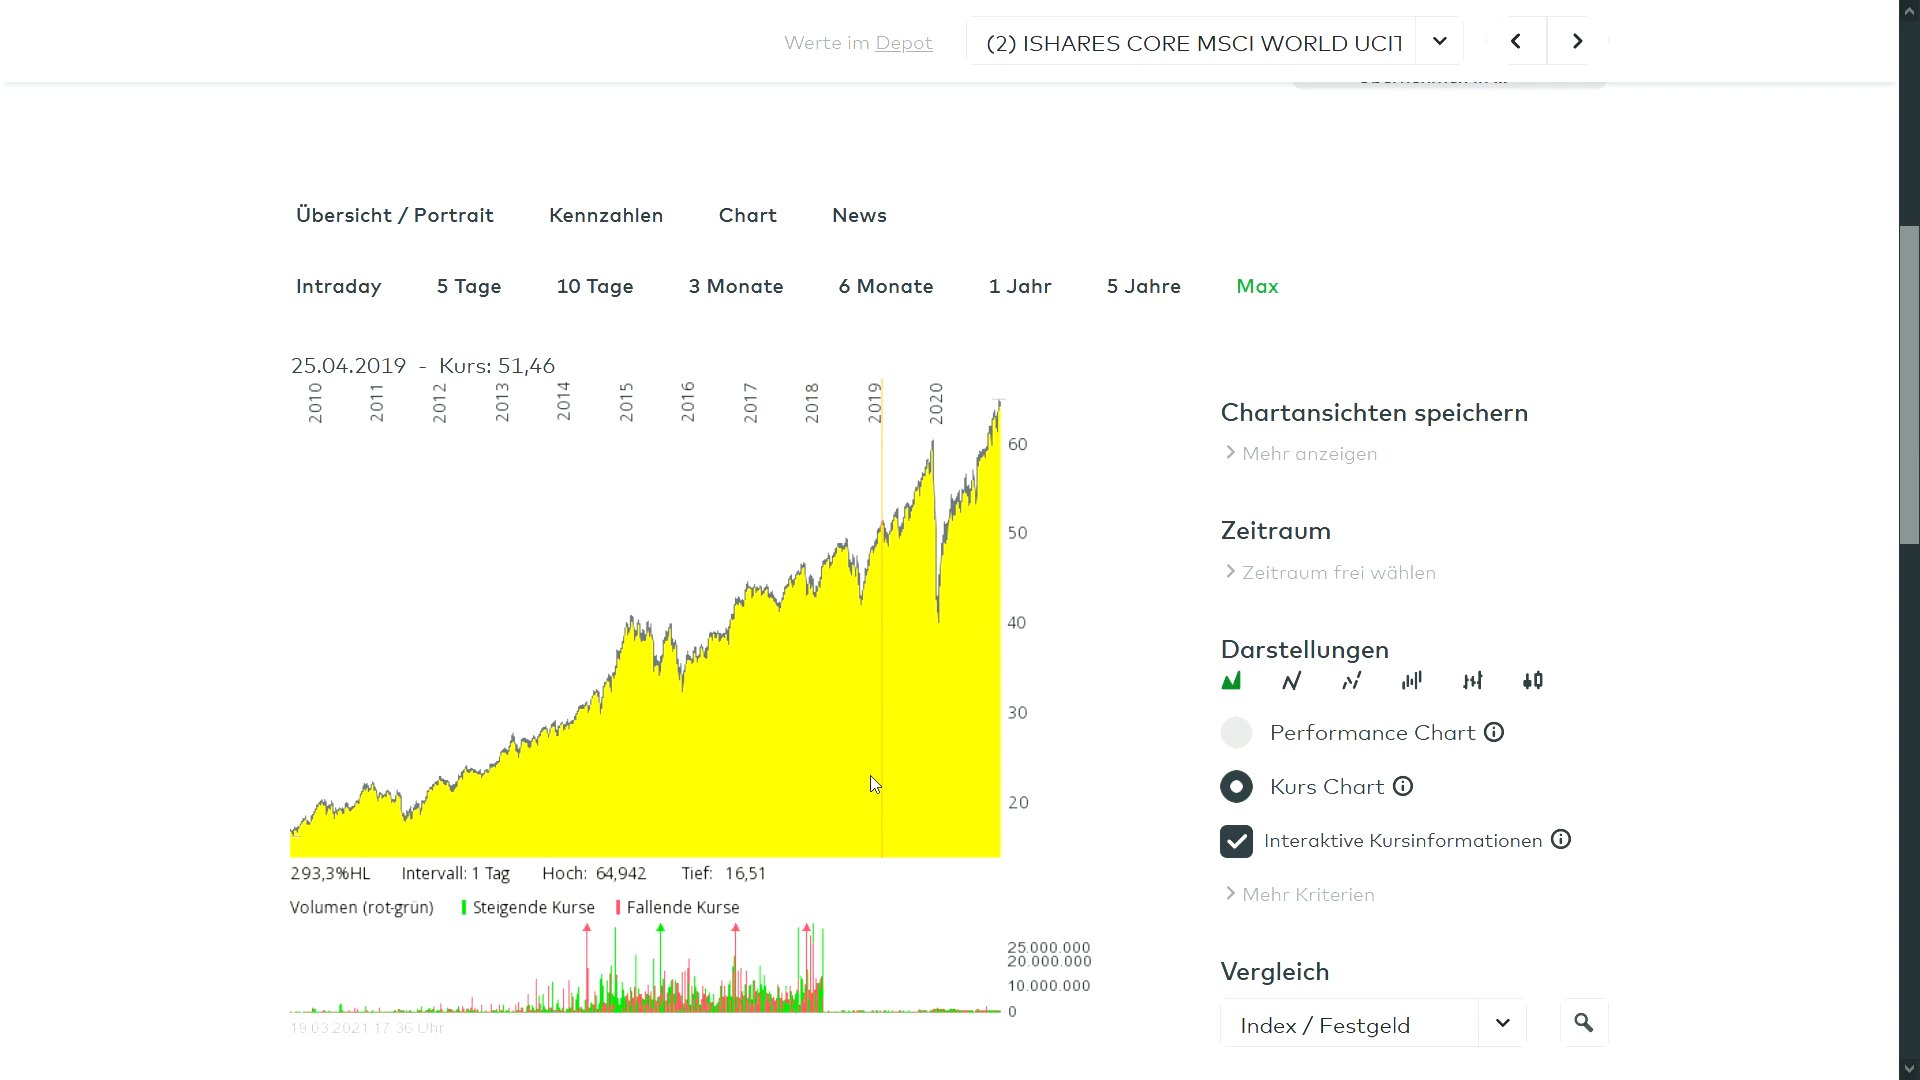 Werte im Depot
(2) ISHARES CORE MSCI WORLD UCIT
Übersicht / Portrait Kennzahlen Chart News
Intraday 5 Tage 10 Tage 3 Monate 6 Monate 1 Jahr 5 Jahre Max
25.04.2019 - Kurs: 51,46
2010 2011 2012 2013 2014 2015 2016 2017 2018 2019 2020
60
50
40
30
20
293,3%HL Intervall: 1 Tag Hoch: 64,942 Tief: 16,51
Volumen (rot-grün) Steigende Kurse Fallende Kurse
25.000.000
20.000.000
10.000.000
0
19.03.2021 17:36 Uhr
Chartansichten speichern
Mehr anzeigen
Zeitraum
Zeitraum frei wählen
Darstellungen
Performance Chart
Kurs Chart
Interaktive Kursinformationen
Mehr Kriterien
Vergleich
Index / Festgeld